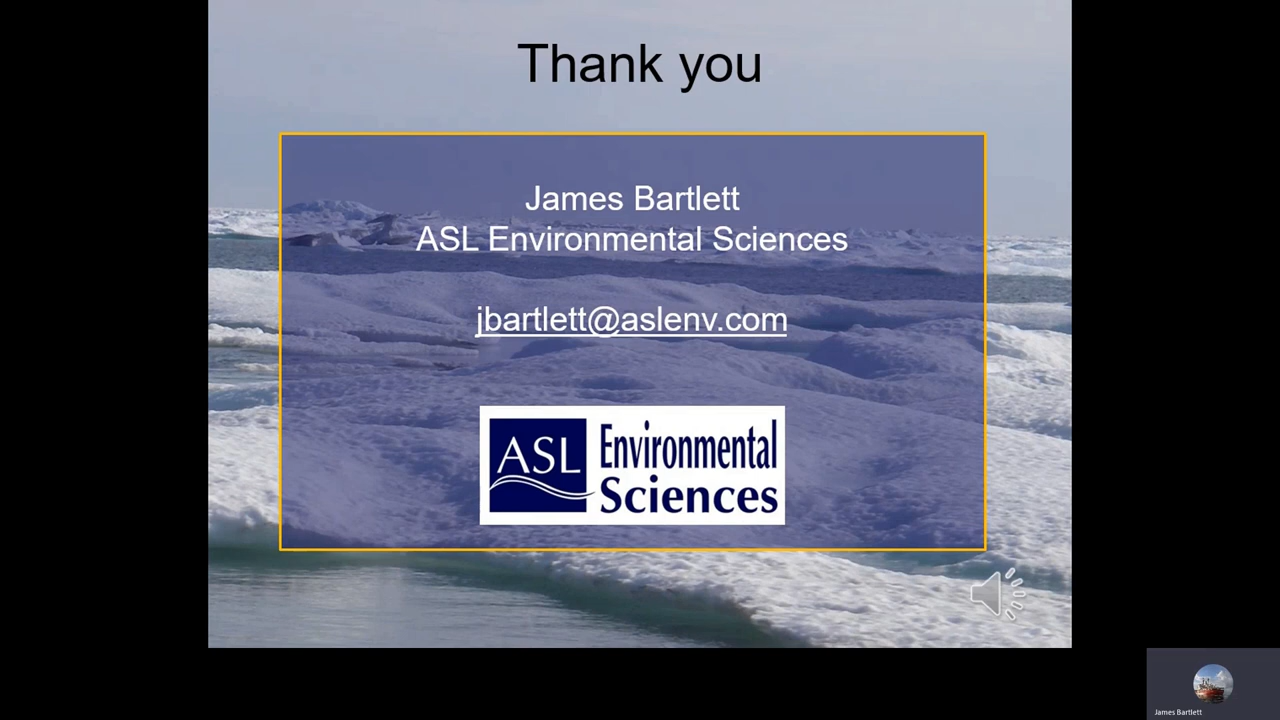 Thank you
James Bartlett
ASL Environmental Sciences
jbartlett@aslenv.com
ASL Environmental
Sciences
James Bartlett